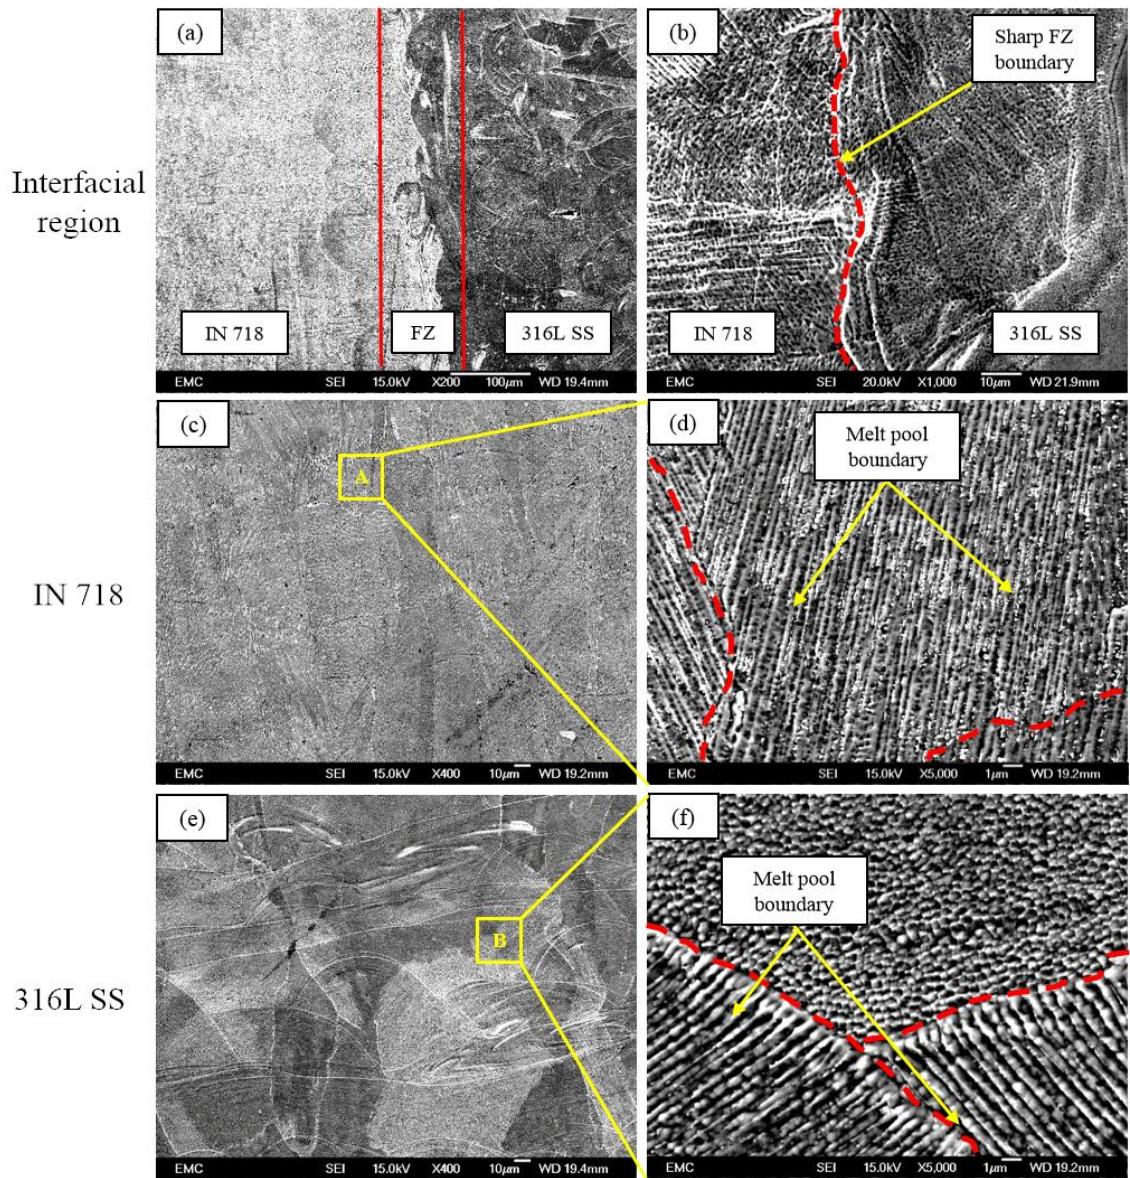 Interfacial
region
(a)
IN 718
FZ
316L SS
EMC SEI 15.0kV X200 100μm WD 19.4mm
(b)
Sharp FZ
boundary
IN 718
316L SS
EMC SEI 20.0kV X1,000 10μm WD 21.9mm
IN 718
(c)
A
EMC SEI 15.0kV X400 10μm WD 19.2mm
(d)
Melt pool
boundary
EMC SEI 15.0kV X5,000 1μm WD 19.2mm
316L SS
(e)
B
EMC SEI 15.0kV X400 10μm WD 19.4mm
(f)
Melt pool
boundary
EMC SEI 15.0kV X5,000 1μm WD 19.2mm